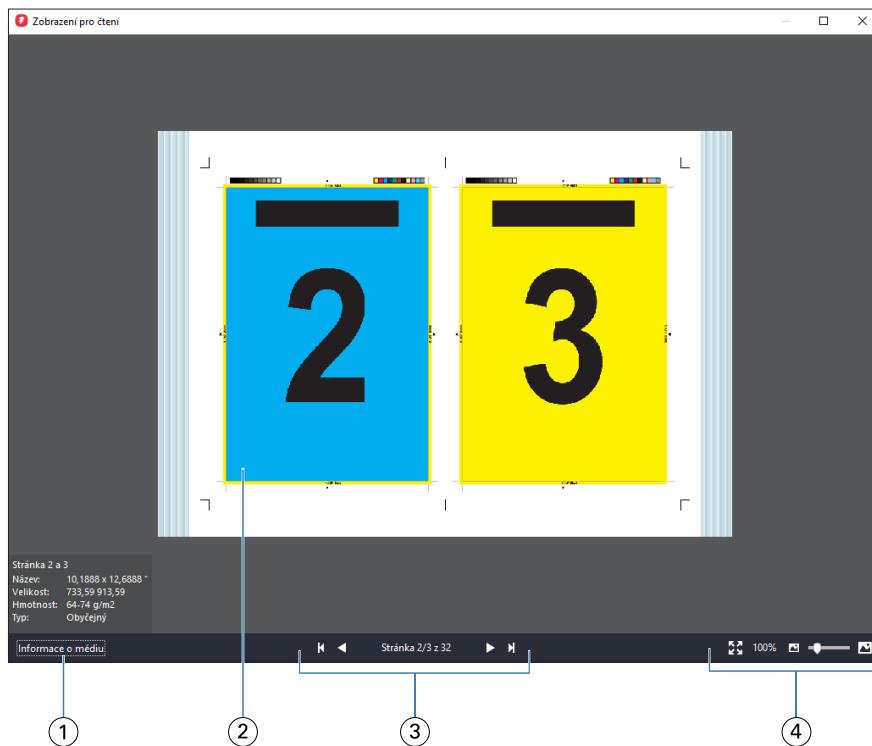 Zobrazení pro čtení
2
3
Stránka 2 a 3
Název: 10,1888 x 12,6888 "
Velikost: 733,59 913,59
Hmotnost: 64-74 g/m2
Typ: Obyčejný
Informace o médiu
Stránka 2/3 z 32
100%
1
2
3
4